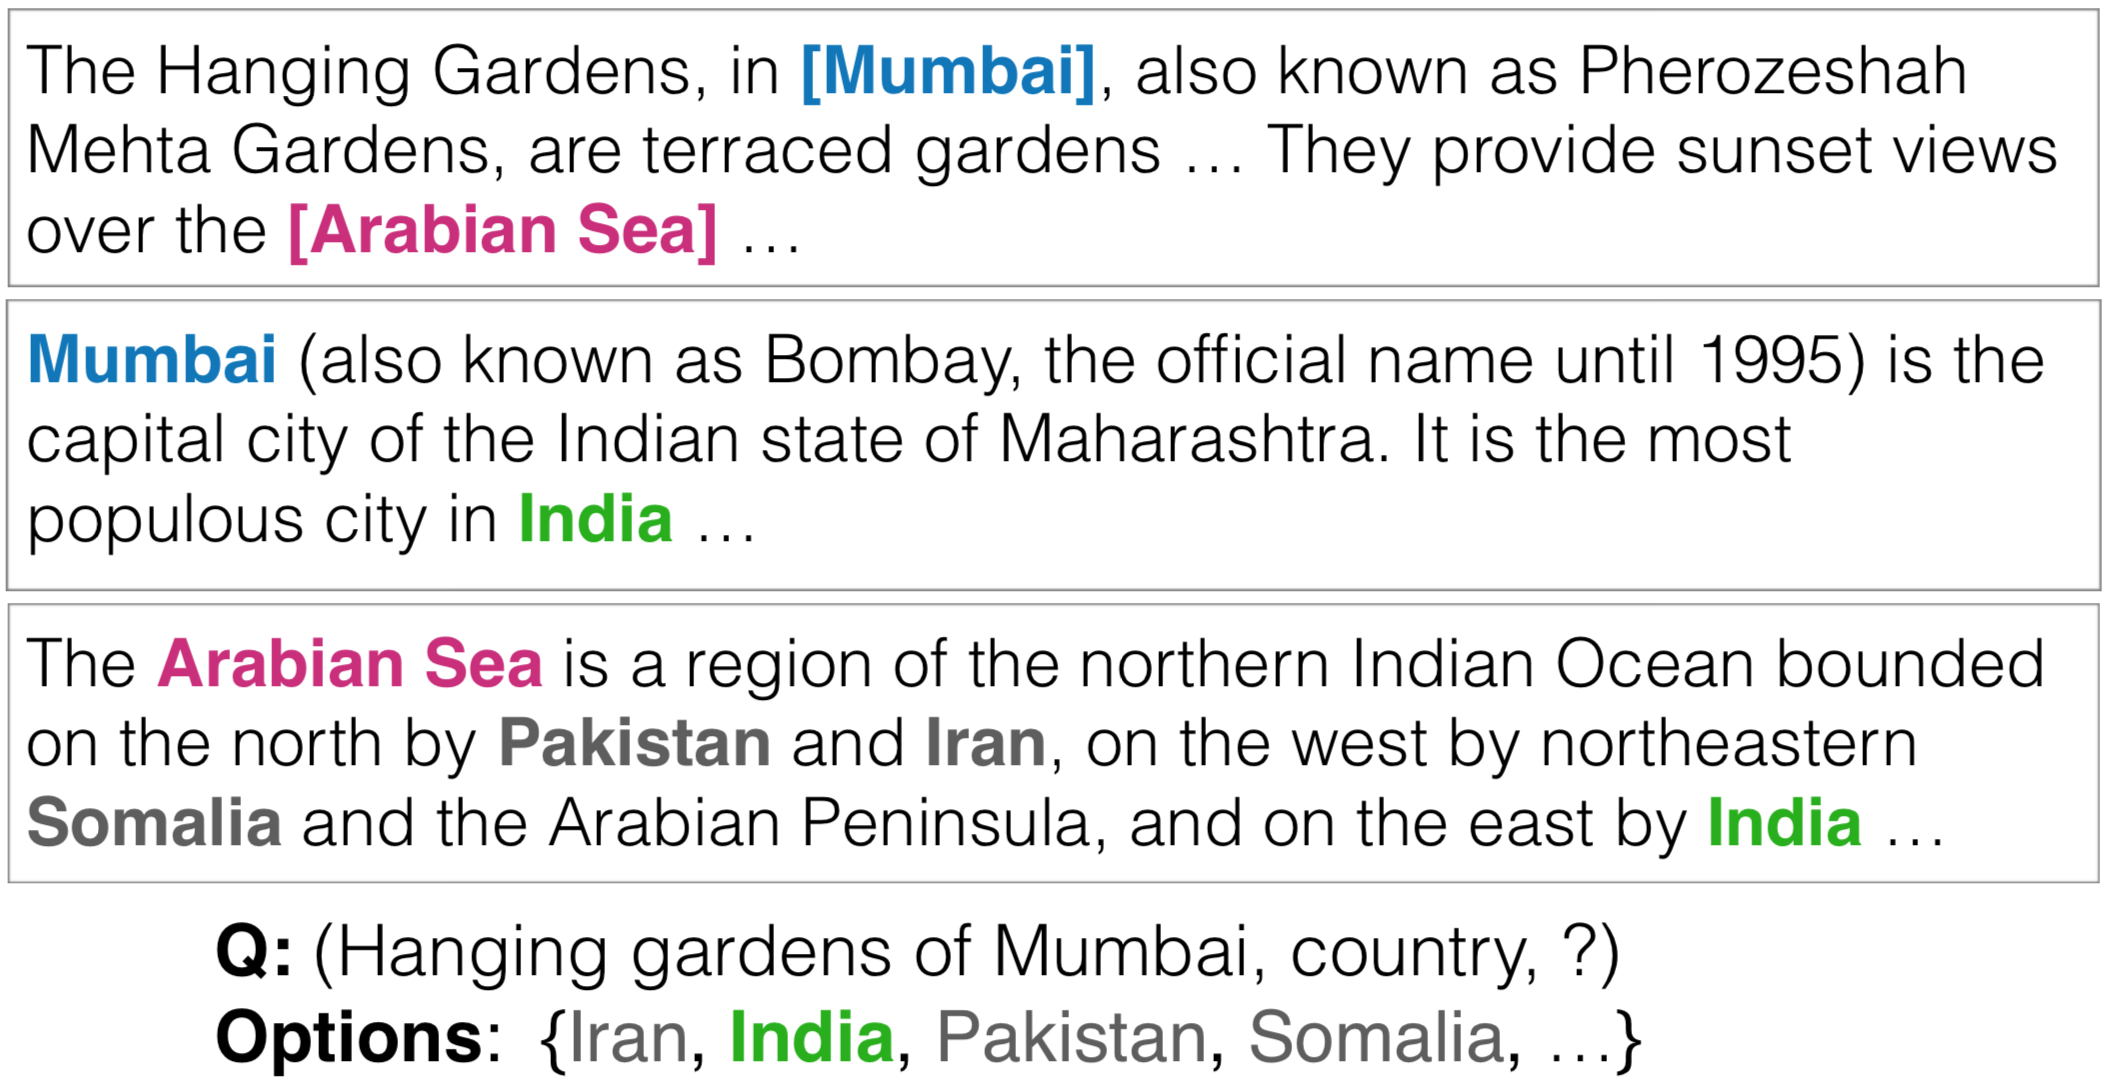 The Hanging Gardens, in [Mumbai], also known as Pherozeshah
Mehta Gardens, are terraced gardens … They provide sunset views
over the [Arabian Sea] …
Mumbai (also known as Bombay, the official name until 1995) is the
capital city of the Indian state of Maharashtra. It is the most
populous city in India …
The Arabian Sea is a region of the northern Indian Ocean bounded
on the north by Pakistan and Iran, on the west by northeastern
Somalia and the Arabian Peninsula, and on the east by India …
Q: (Hanging gardens of Mumbai, country, ?)
Options: {Iran, India, Pakistan, Somalia, …}